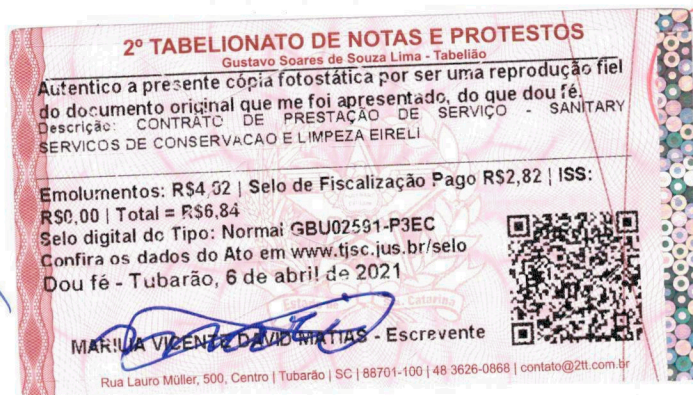 2º TABELIONATO DE NOTAS E PROTESTOS
Gustavo Soares de Souza Lima - Tabelião
Autentico a presente cópia fotostática por ser uma reprodução fiel
do documento original que me foi apresentado, do que dou fé.
Descrição: CONTRATO DE PRESTAÇÃO DE SERVIÇO - SANITARY
SERVICOS DE CONSERVACAO E LIMPEZA EIRELI
Emolumentos: R$4,02 | Selo de Fiscalização Pago R$2,82 | ISS:
R$0,00 | Total = R$6,84
Selo digital do Tipo: Normal GBU02591-P3EC
Confira os dados do Ato em www.tjsc.jus.br/selo
Dou fé - Tubarão, 6 de abril de 2021
MARILIA VICENTE DAVID MATIAS - Escrevente
Rua Lauro Müller, 500, Centro | Tubarão | SC | 88701-100 | 48 3626-0868 | contato@2tt.com.br